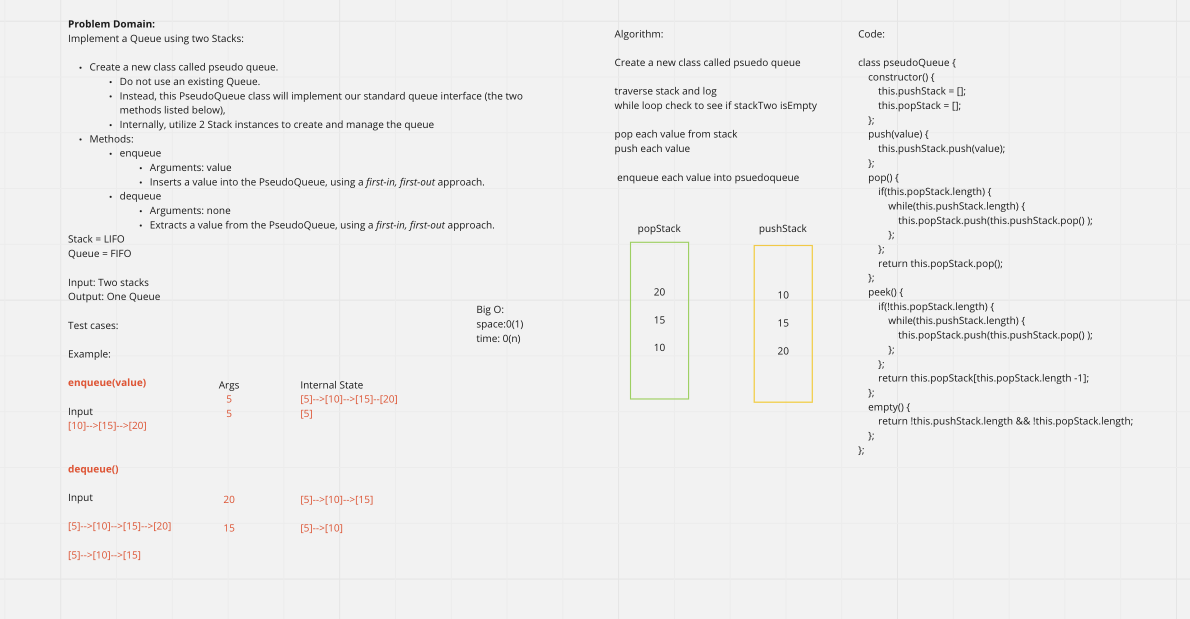 Problem Domain:
Implement a Queue using two Stacks:
• Create a new class called pseudo queue.
• Do not use an existing Queue.
• Instead, this PseudoQueue class will implement our standard queue interface (the two
methods listed below),
• Internally, utilize 2 Stack instances to create and manage the queue
• Methods:
• enqueue
• Arguments: value
• Inserts a value into the PseudoQueue, using a first-in, first-out approach.
• dequeue
• Arguments: none
• Extracts a value from the PseudoQueue, using a first-in, first-out approach.
Stack = LIFO
Queue = FIFO
Input: Two stacks
Output: One Queue
Test cases:
Example:
enqueue(value)
Args
Internal State
5
[5]-->[10]-->[15]--[20]
Input
5
[5]
[10]-->[15]-->[20]
dequeue()
Input
20
[5]-->[10]-->[15]
[5]-->[10]-->[15]-->[20]
15
[5]-->[10]
[5]-->[10]-->[15]
Big O:
space:0(1)
time: 0(n)
Algorithm:
Create a new class called psuedo queue
traverse stack and log
while loop check to see if stackTwo isEmpty
pop each value from stack
push each value
enqueue each value into psuedoqueue
popStack
20
15
10
pushStack
10
15
20
Code:
class pseudoQueue {
constructor() {
this.pushStack = [];
this.popStack = [];
};
push(value) {
this.pushStack.push(value);
};
pop() {
if(this.popStack.length) {
while(this.pushStack.length) {
this.popStack.push(this.pushStack.pop() );
};
};
return this.popStack.pop();
};
peek() {
if(!this.popStack.length) {
while(this.pushStack.length) {
this.popStack.push(this.pushStack.pop() );
};
};
return this.popStack[this.popStack.length -1];
};
empty() {
return !this.pushStack.length && !this.popStack.length;
};
};